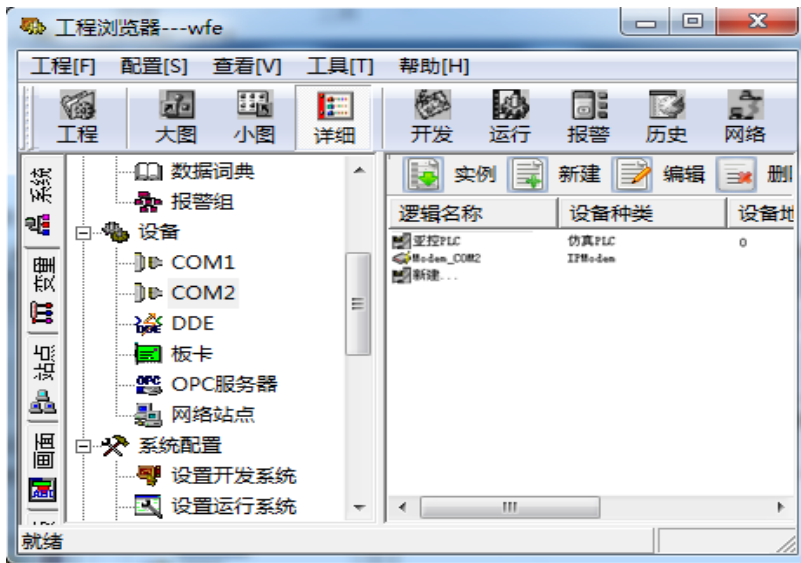 工程浏览器---wfe
工程[F] 配置[S] 查看[V] 工具[T] 帮助[H]
工程 大图 小图 详细 开发 运行 报警 历史 网络
系统
变量
站点
画面
数据词典
报警组
设备
COM1
COM2
DDE
板卡
OPC服务器
网络站点
系统配置
设置开发系统
设置运行系统
实例 新建 编辑
逻辑名称 设备种类 设备地
亚控PLC 仿真PLC 0
Modem_COM2 IPModem
新建...
就绪